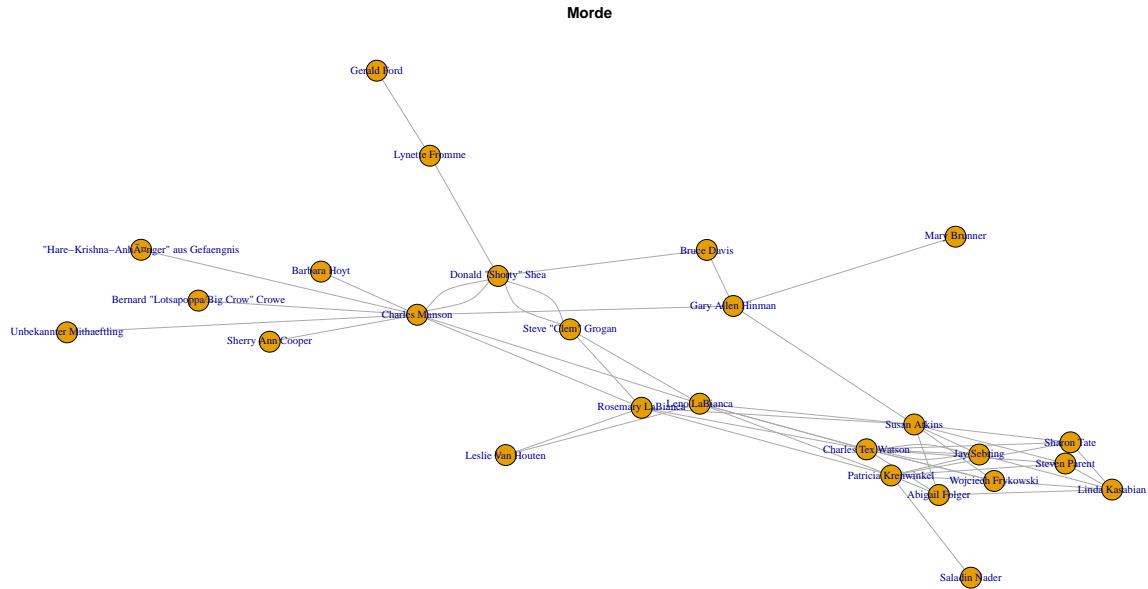 Morde
Gerald Ford
Lynette Fromme
Mary Brunner
"Hare−Krishna−AnhÃ¤nger" aus Gefaengnis
Bruce Davis
Barbara Hoyt
Donald "Shorty" Shea
Bernard "Lotsapoppa/Big Crow" Crowe
Gary Allen Hinman
Charles Manson
Unbekannter Mithaeftling
Steve "Clem" Grogan
Sherry Ann Cooper
Rosemary LaBianca
Leno LaBianca
Susan Atkins
Sharon Tate
Charles Tex Watson
Jay Sebring
Leslie Van Houten
Steven Parent
Patricia Krenwinkel
Wojciech Frykowski
Linda Kasabian
Abigail Folger
Saladin Nader